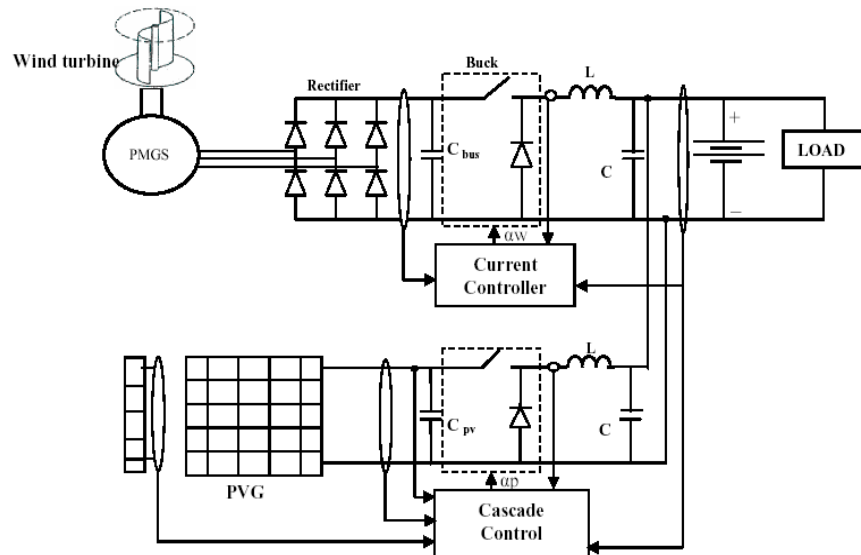 Wind turbine
Rectifier
Buck
L
PMGS
C bus
C
+
−
LOAD
αw
Current
Controller
L
PVG
C pv
C
αp
Cascade
Control